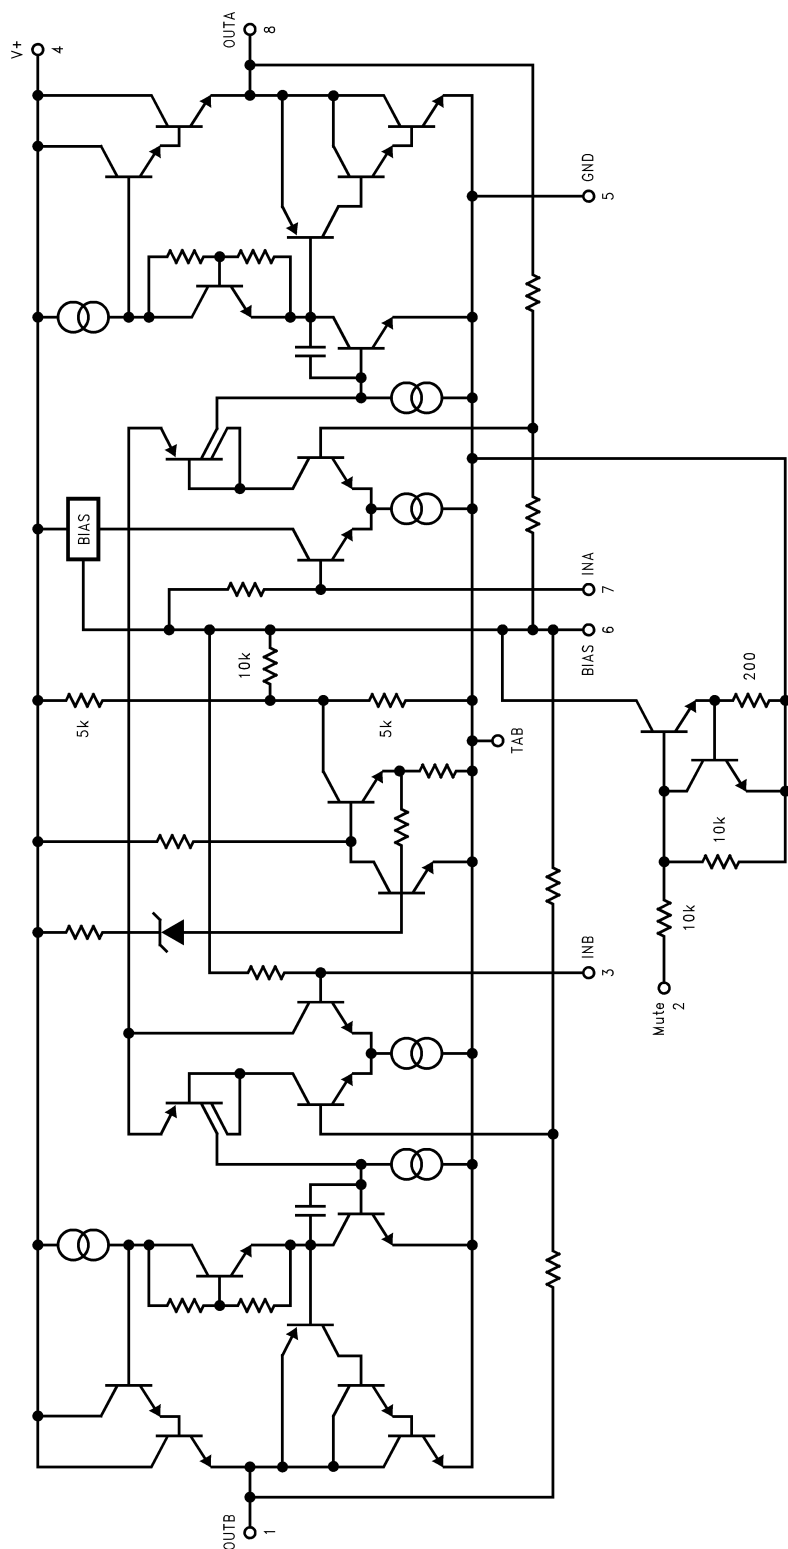 V+
4
OUTA
8
GND
5
BIAS
INA
7
6
BIAS
10k
5k
5k
TAB
200
10k
10k
Mute
2
INB
3
OUTB
1